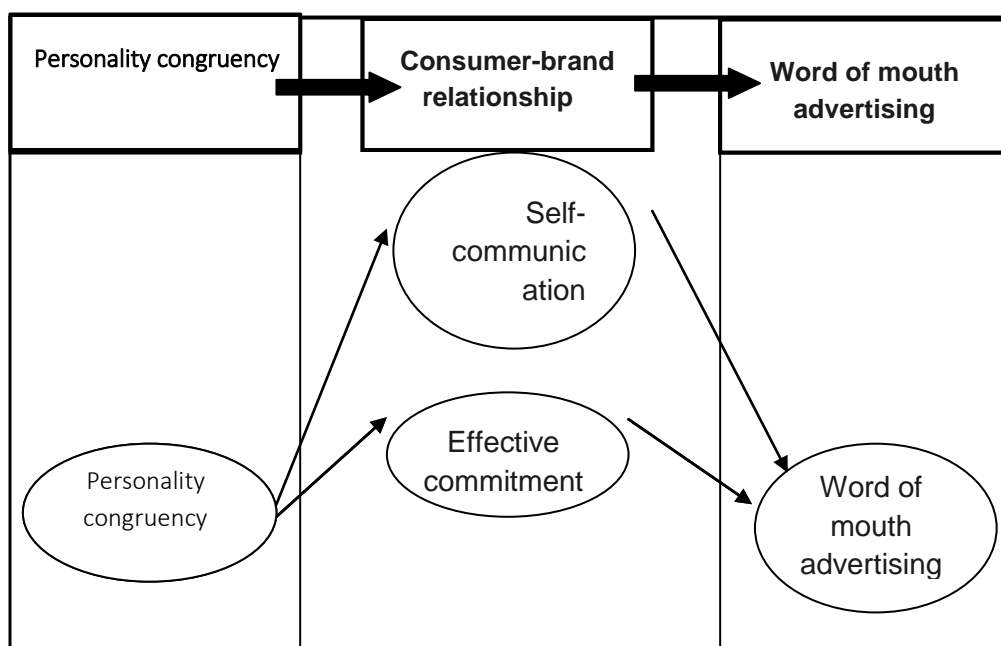 Personality congruency
Consumer-brand
relationship
Word of mouth
advertising
Self-
communic
ation
Effective
commitment
Personality
congruency
Word of
mouth
advertising